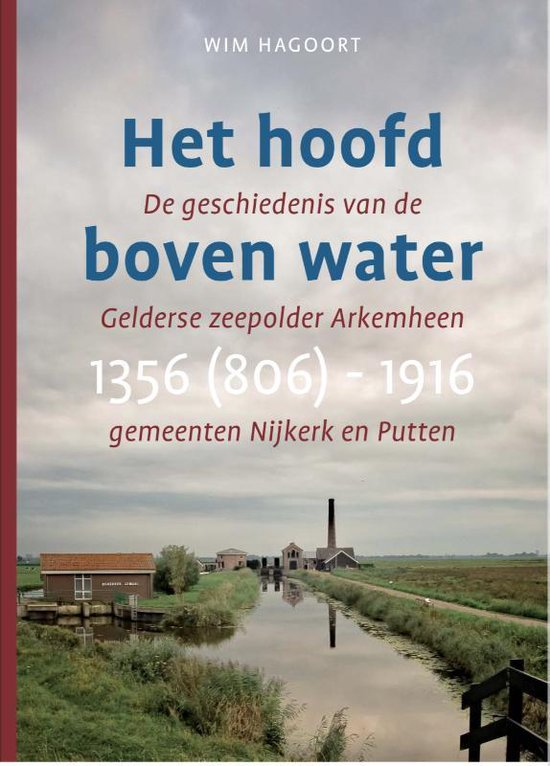 WIM HAGOORT
Het hoofd
De geschiedenis van de
boven water
Gelderse zeepolder Arkemheen
1356 (806) - 1916
gemeenten Nijkerk en Putten